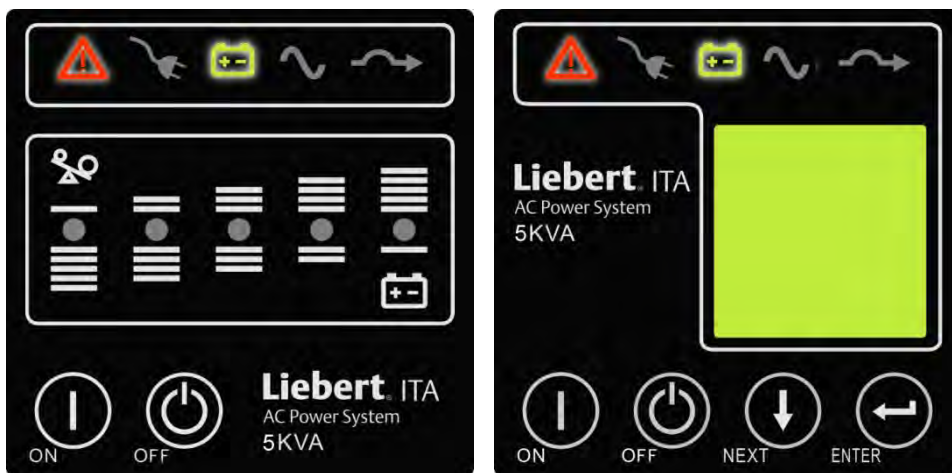 Liebert ITA
AC Power System
5KVA
ON
OFF
Liebert ITA
AC Power System
5KVA
ON
OFF
NEXT
ENTER